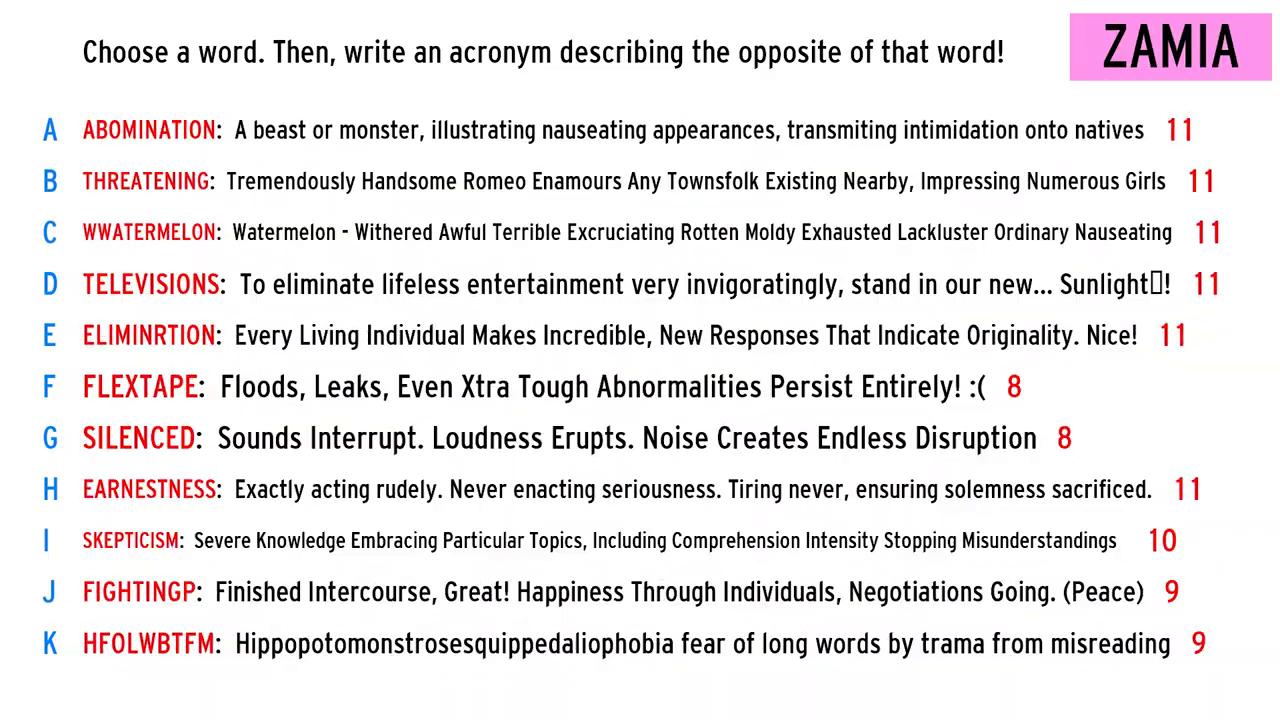 Choose a word. Then, write an acronym describing the opposite of that word!
ZAMIA
A ABOMINATION: A beast or monster, illustrating nauseating appearances, transmiting intimidation onto natives 11
B THREATENING: Tremendously Handsome Romeo Enamours Any Townsfolk Existing Nearby, Impressing Numerous Girls 11
C WWATERMELON: Watermelon - Withered Awful Terrible Excruciating Rotten Moldy Exhausted Lackluster Ordinary Nauseating 11
D TELEVISIONS: To eliminate lifeless entertainment very invigoratingly, stand in our new... Sunlight▯! 11
E ELIMINRTION: Every Living Individual Makes Incredible, New Responses That Indicate Originality. Nice! 11
F FLEXTAPE: Floods, Leaks, Even Xtra Tough Abnormalities Persist Entirely! :( 8
G SILENCED: Sounds Interrupt. Loudness Erupts. Noise Creates Endless Disruption 8
H EARNESTNESS: Exactly acting rudely. Never enacting seriousness. Tiring never, ensuring solemness sacrificed. 11
I SKEPTICISM: Severe Knowledge Embracing Particular Topics, Including Comprehension Intensity Stopping Misunderstandings 10
J FIGHTINGP: Finished Intercourse, Great! Happiness Through Individuals, Negotiations Going. (Peace) 9
K HFOLWBTFM: Hippopotomonstrosesquippedaliophobia fear of long words by trama from misreading 9